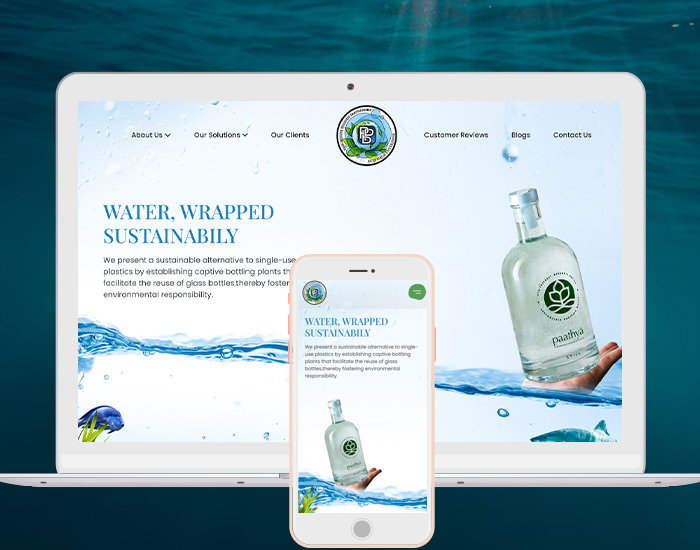 About Us
Our Solutions
Our Clients
Customer Reviews
Blogs
Contact Us
WATER, WRAPPED
SUSTAINABILY
We present a sustainable alternative to single-use
plastics by establishing captive bottling plants th
facilitate the reuse of glass bottles,thereby foster
environmental responsibility.
paathya
WATER, WRAPPED
SUSTAINABILY
We present a sustainable alternative to single-
use plastics by establishing captive bottling
plants that facilitate the reuse of glass
bottles,thereby fostering environmental
responsibility.
paathya